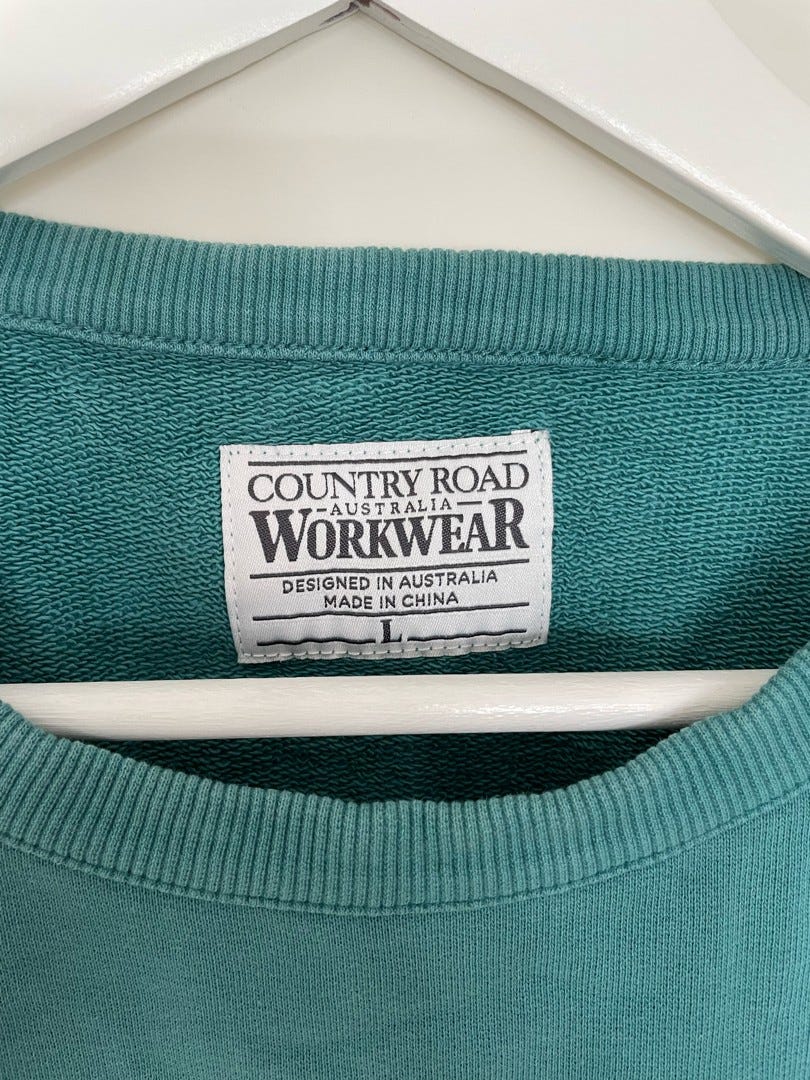 COUNTRY ROAD
AUSTRALIA
WORKWEAR
DESIGNED IN AUSTRALIA
MADE IN CHINA
L